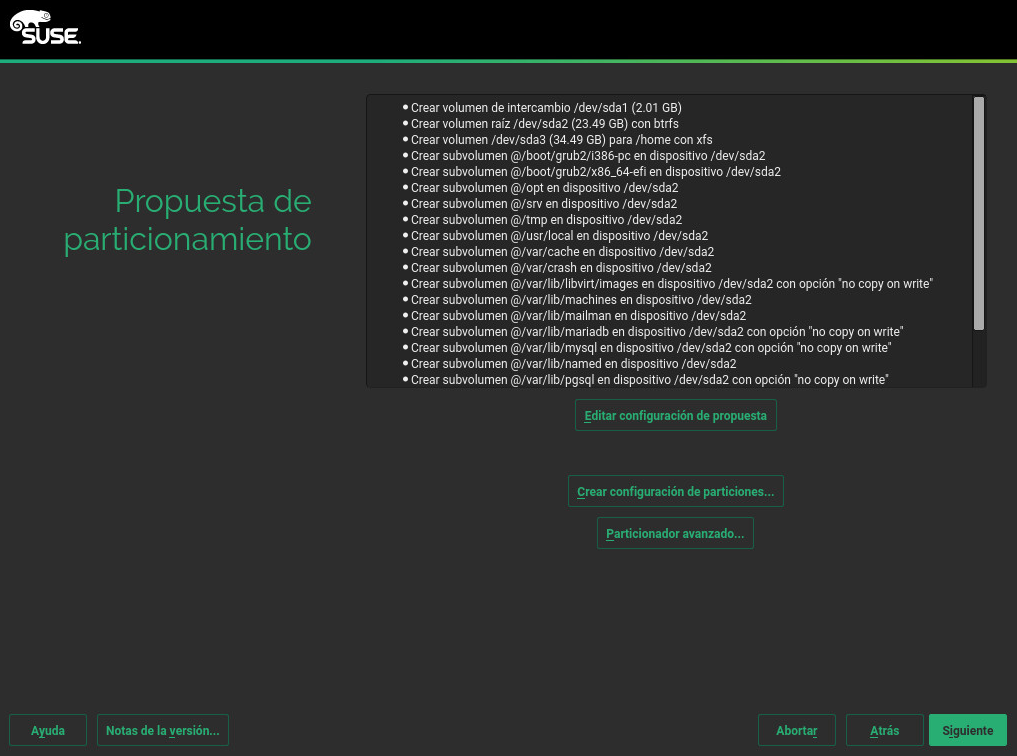 SUSE.
Propuesta de
particionamiento
• Crear volumen de intercambio /dev/sda1 (2.01 GB)
• Crear volumen raíz /dev/sda2 (23.49 GB) con btrfs
• Crear volumen /dev/sda3 (34.49 GB) para /home con xfs
• Crear subvolumen @/boot/grub2/i386-pc en dispositivo /dev/sda2
• Crear subvolumen @/boot/grub2/x86_64-efi en dispositivo /dev/sda2
• Crear subvolumen @/opt en dispositivo /dev/sda2
• Crear subvolumen @/srv en dispositivo /dev/sda2
• Crear subvolumen @/tmp en dispositivo /dev/sda2
• Crear subvolumen @/usr/local en dispositivo /dev/sda2
• Crear subvolumen @/var/cache en dispositivo /dev/sda2
• Crear subvolumen @/var/crash en dispositivo /dev/sda2
• Crear subvolumen @/var/lib/libvirt/images en dispositivo /dev/sda2 con opción "no copy on write"
• Crear subvolumen @/var/lib/machines en dispositivo /dev/sda2
• Crear subvolumen @/var/lib/mailman en dispositivo /dev/sda2
• Crear subvolumen @/var/lib/mariadb en dispositivo /dev/sda2 con opción "no copy on write"
• Crear subvolumen @/var/lib/mysql en dispositivo /dev/sda2 con opción "no copy on write"
• Crear subvolumen @/var/lib/named en dispositivo /dev/sda2
• Crear subvolumen @/var/lib/pgsql en dispositivo /dev/sda2 con opción "no copy on write"
Editar configuración de propuesta
Crear configuración de particiones...
Particionador avanzado...
Ayuda
Notas de la versión...
Abortar
Atrás
Siguiente